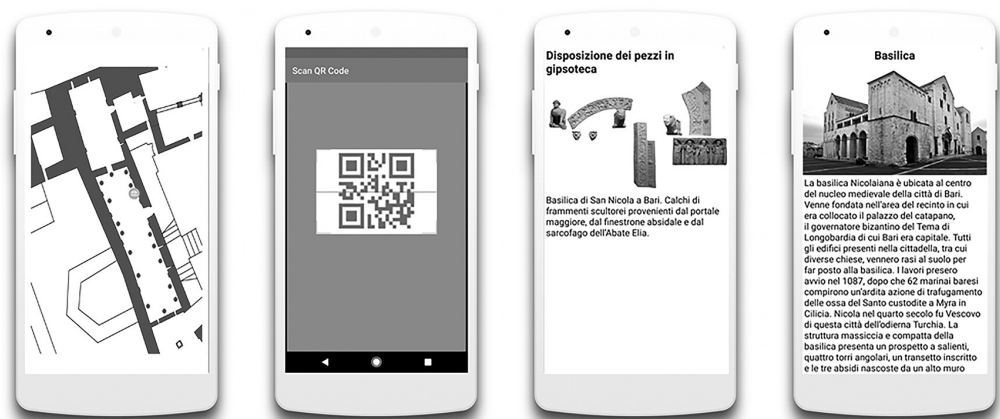 Scan QR Code
Disposizione dei pezzi in
gipsoteca
Basilica di San Nicola a Bari. Calchi di
frammenti scultorei provenienti dal portale
maggiore, dal finestrone absidale e dal
sarcofago dell'Abate Elia.
Basilica
La basilica Nicolaiana è ubicata al centro
del nucleo medievale della città di Bari.
Venne fondata nell'area del recinto in cui
era collocato il palazzo del catapano,
il governatore bizantino del Tema di
Longobardia di cui Bari era capitale. Tutti
gli edifici presenti nella cittadella, tra cui
diverse chiese, vennero rasi al suolo per
far posto alla basilica. I lavori presero
avvio nel 1087, dopo che 62 marinai baresi
compirono un'ardita azione di trafugamento
delle ossa del Santo custodite a Myra in
Cilicia. Nicola nel quarto secolo fu Vescovo
di questa città dell'odierna Turchia. La
struttura massiccia e compatta della
basilica presenta un prospetto a salienti,
quattro torri angolari, un transetto inscritto
e le tre absidi nascoste da un alto muro